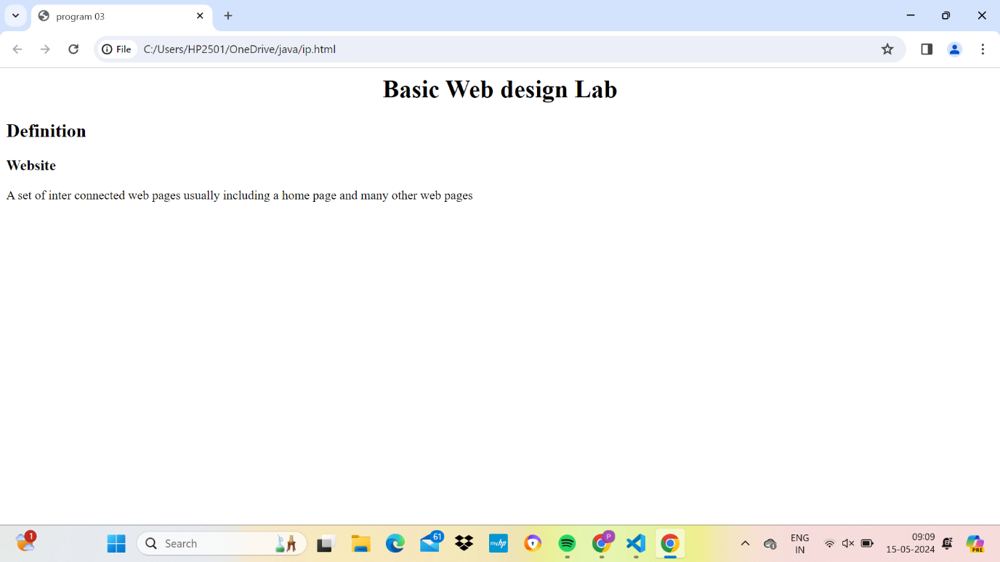 program 03
File
C:/Users/HP2501/OneDrive/java/ip.html
Basic Web design Lab
Definition
Website
A set of inter connected web pages usually including a home page and many other web pages
1
Search
61
myhp
P
ENG
IN
09:09
15-05-2024
PRE